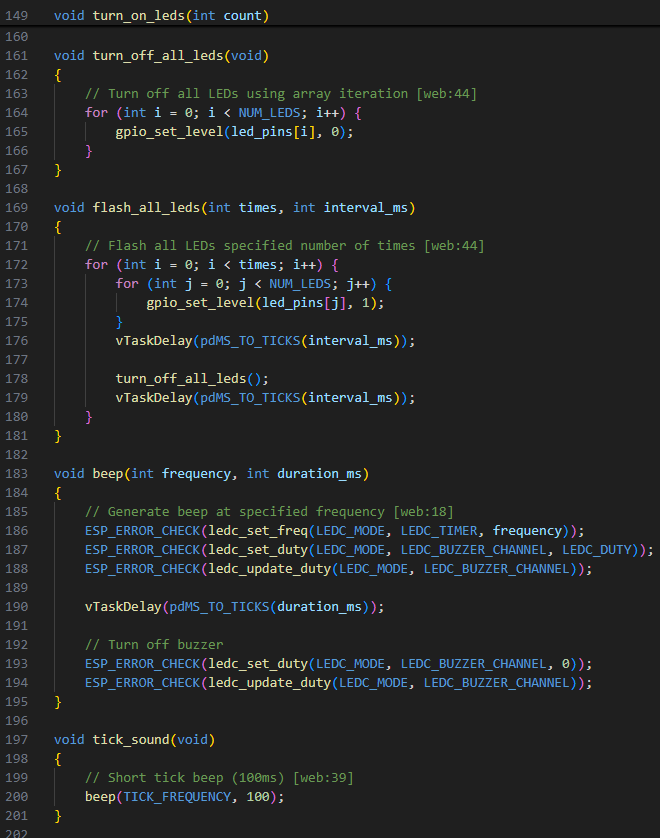 149 void turn_on_leds(int count)
160
161 void turn_off_all_leds(void)
162 {
163     // Turn off all LEDs using array iteration [web:44]
164     for (int i = 0; i < NUM_LEDS; i++) {
165         gpio_set_level(led_pins[i], 0);
166     }
167 }
168
169 void flash_all_leds(int times, int interval_ms)
170 {
171     // Flash all LEDs specified number of times [web:44]
172     for (int i = 0; i < times; i++) {
173         for (int j = 0; j < NUM_LEDS; j++) {
174             gpio_set_level(led_pins[j], 1);
175         }
176         vTaskDelay(pdMS_TO_TICKS(interval_ms));
177
178         turn_off_all_leds();
179         vTaskDelay(pdMS_TO_TICKS(interval_ms));
180     }
181 }
182
183 void beep(int frequency, int duration_ms)
184 {
185     // Generate beep at specified frequency [web:18]
186     ESP_ERROR_CHECK(ledc_set_freq(LEDC_MODE, LEDC_TIMER, frequency));
187     ESP_ERROR_CHECK(ledc_set_duty(LEDC_MODE, LEDC_BUZZER_CHANNEL, LEDC_DUTY));
188     ESP_ERROR_CHECK(ledc_update_duty(LEDC_MODE, LEDC_BUZZER_CHANNEL));
189
190     vTaskDelay(pdMS_TO_TICKS(duration_ms));
191
192     // Turn off buzzer
193     ESP_ERROR_CHECK(ledc_set_duty(LEDC_MODE, LEDC_BUZZER_CHANNEL, 0));
194     ESP_ERROR_CHECK(ledc_update_duty(LEDC_MODE, LEDC_BUZZER_CHANNEL));
195 }
196
197 void tick_sound(void)
198 {
199     // Short tick beep (100ms) [web:39]
200     beep(TICK_FREQUENCY, 100);
201 }
202